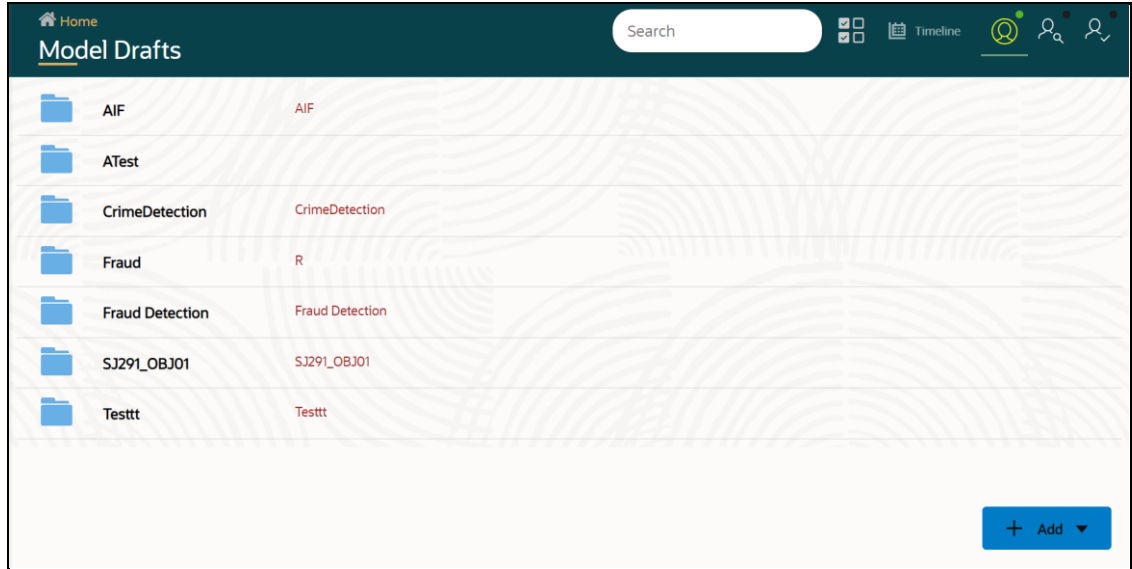 Home
Model Drafts
Search
Timeline
AIF AIF
ATest
CrimeDetection CrimeDetection
Fraud R
Fraud Detection Fraud Detection
SJ291_OBJ01 SJ291_OBJ01
Testtt Testtt
+ Add